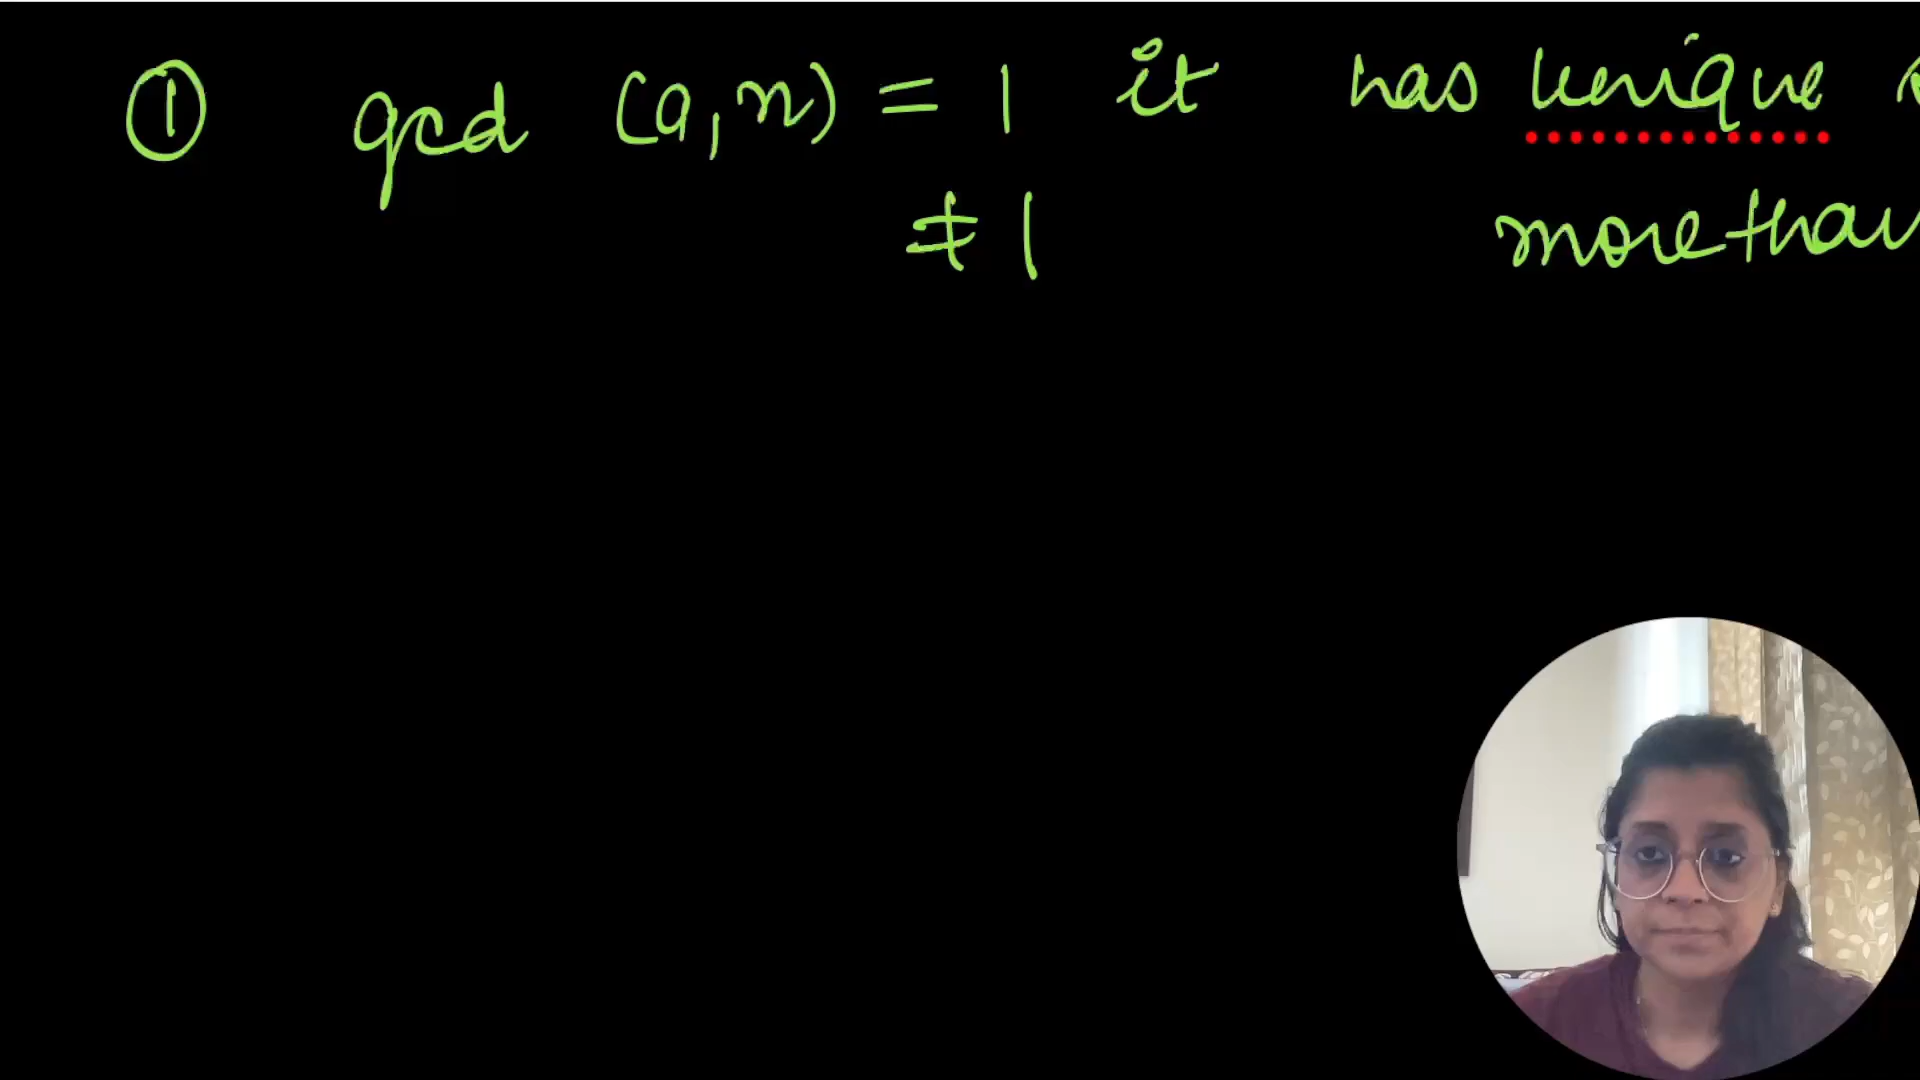 ① gcd (a,n) = 1 it has unique
≠ 1 more than